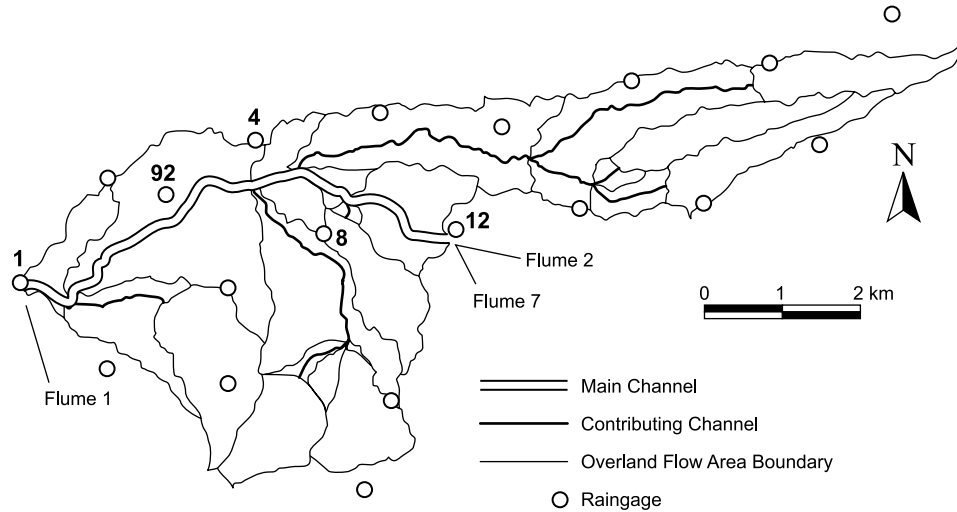 4
92
N
12
8
Flume 2
1
Flume 7
0 1 2 km
Flume 1
Main Channel
Contributing Channel
Overland Flow Area Boundary
Raingage